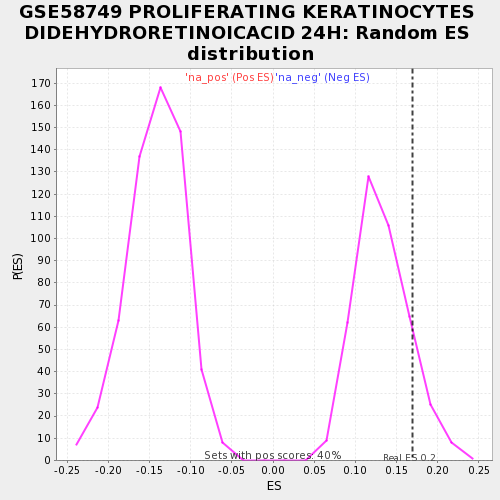 GSE58749 PROLIFERATING KERATINOCYTES
DIDEHYDRORETINOICACID 24H: Random ES
distribution
'na_pos' (Pos ES) 'na_neg' (Neg ES)
170
160
150
140
130
120
110
100
90
80
70
60
50
40
30
20
10
0
P(ES)
Sets with pos scores: 40%
Real ES 0.2
-0.25 -0.20 -0.15 -0.10 -0.05 0.00 0.05 0.10 0.15 0.20 0.25
ES